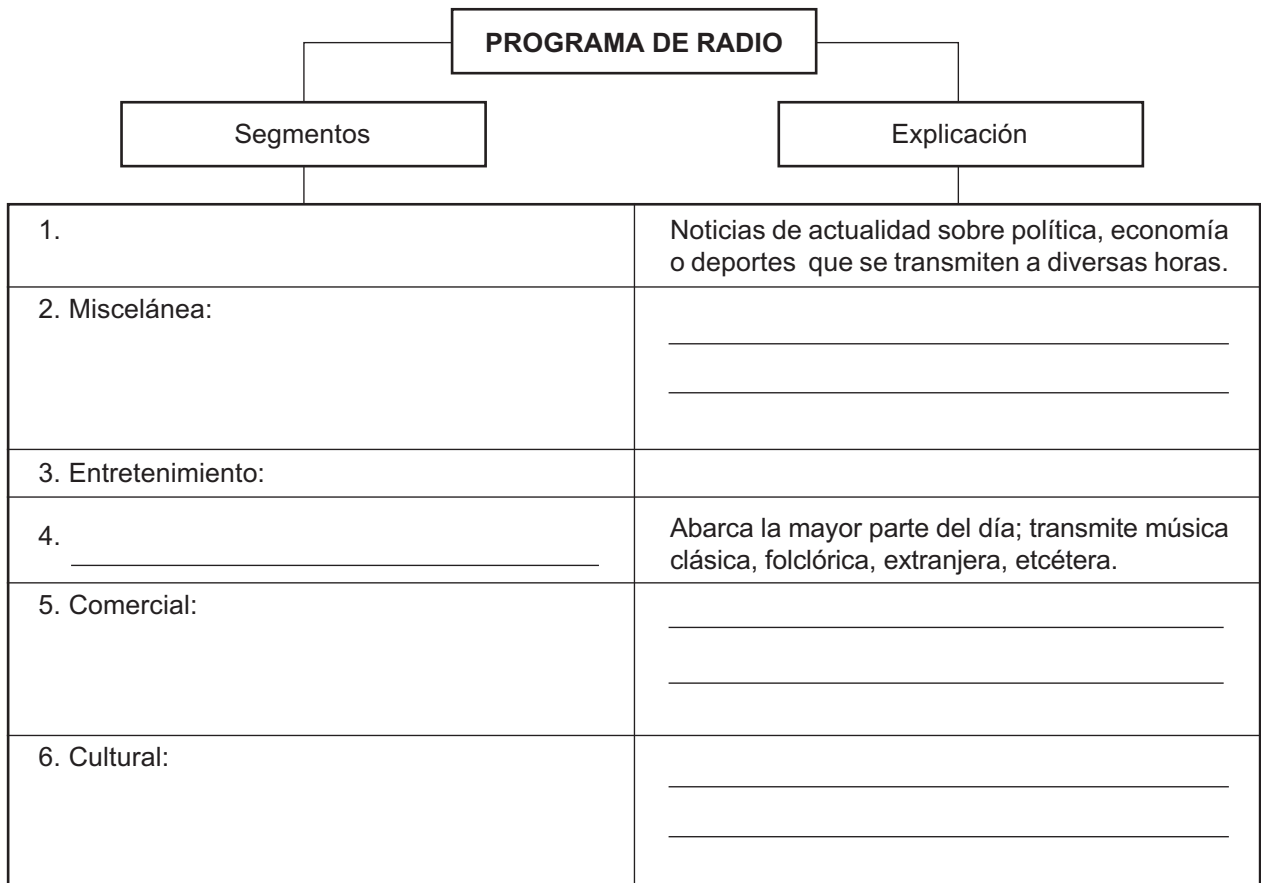 PROGRAMA DE RADIO
Segmentos
Explicación
1.
Noticias de actualidad sobre política, economía
o deportes que se transmiten a diversas horas.
2. Miscelánea:
3. Entretenimiento:
4.
Abarca la mayor parte del día; transmite música
clásica, folclórica, extranjera, etcétera.
5. Comercial:
6. Cultural: